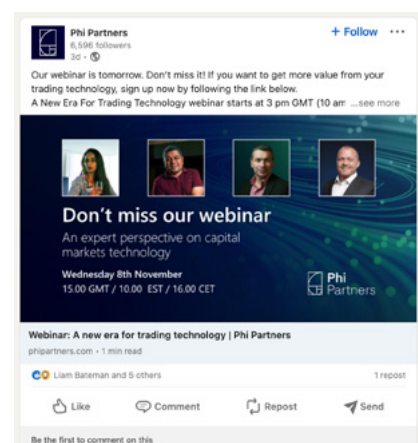 Phi Partners
+ Follow
6,596 followers
3d •
Our webinar is tomorrow. Don't miss it! If you want to get more value from your
trading technology, sign up now by following the link below.
A New Era For Trading Technology webinar starts at 3 pm GMT (10 am ...see more
Don't miss our webinar
An expert perspective on capital
markets technology
Wednesday 8th November
15.00 GMT / 10.00 EST / 16.00 CET
Phi
Partners
Webinar: A new era for trading technology | Phi Partners
phipartners.com • 1 min read
Liam Bateman and 5 others
1 repost
Like
Comment
Repost
Send
Be the first to comment on this